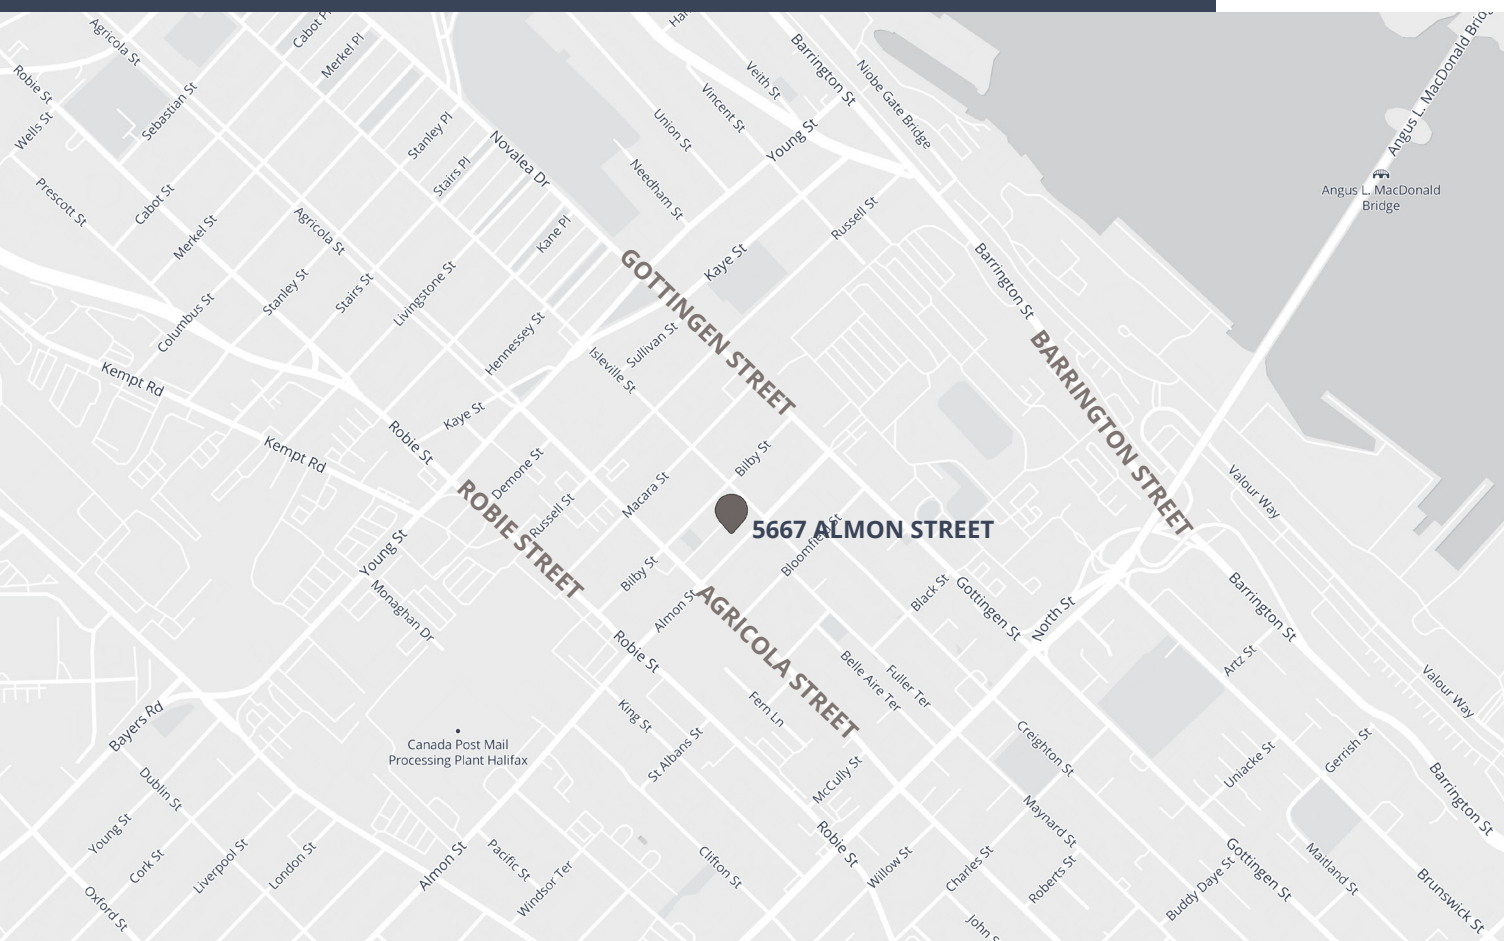 Agricola St
Cabot Pl
Merkel Pl
Robie St
Wells St
Sebastian St
Stanley Pl
Stairs Pl
Novalea Dr
Union St
Vincent St
Veith St
Barrington St
Niobe Gate Bridge
Young St
Needham St
Angus L. MacDonald
Angus L. MacDonald
Bridge
Prescott St
Cabot St
Merkel St
Agricola St
Kane Pl
Kaye St
Russell St
Barrington St
GOTTINGEN STREET
Columbus St
Stanley St
Stairs St
Livingstone St
Hennessey St
Isleville St
Sullivan St
BARRINGTON STREET
Kempt Rd
Kaye St
Robie St
Kempt Rd
Demone St
Russell St
Macara St
Bilby St
Valour Way
ROBIE STREET
5667 ALMON STREET
Bloomfield St
Young St
Monaghan Dr
Bilby St
Almon St
AGRICOLA STREET
Black St
Gottingen St
North St
Barrington St
Robie St
Belle Aire Ter
Fuller Ter
Artz St
Valour Way
Bayers Rd
Canada Post Mail
Processing Plant Halifax
King St
Fern Ln
St Albans St
McCully St
Creighton St
Uniacke St
Gerrish St
Barrington St
Dublin St
Young St
Cork St
Liverpool St
London St
Almon St
Pacific St
Windsor Ter
Clifton St
Robie St
Willow St
Charles St
Maynard St
Roberts St
Buddy Daye St
Gottingen St
Maitland St
Brunswick St
Oxford St
John